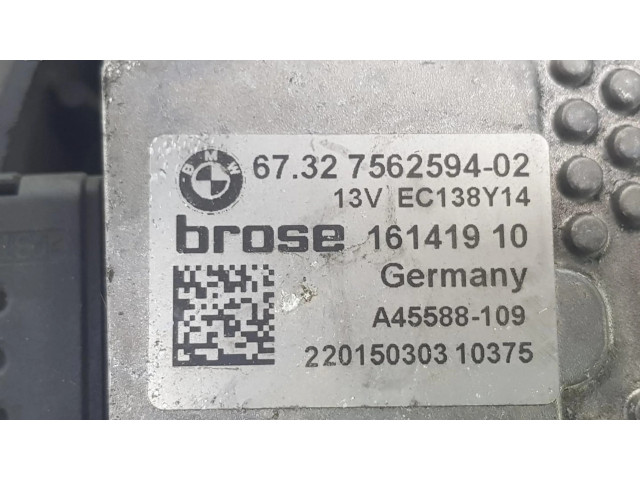 BMW
67.32 7562594-02
13V EC138Y14
brose 161419 10
Germany
A45588-109
220150303 10375